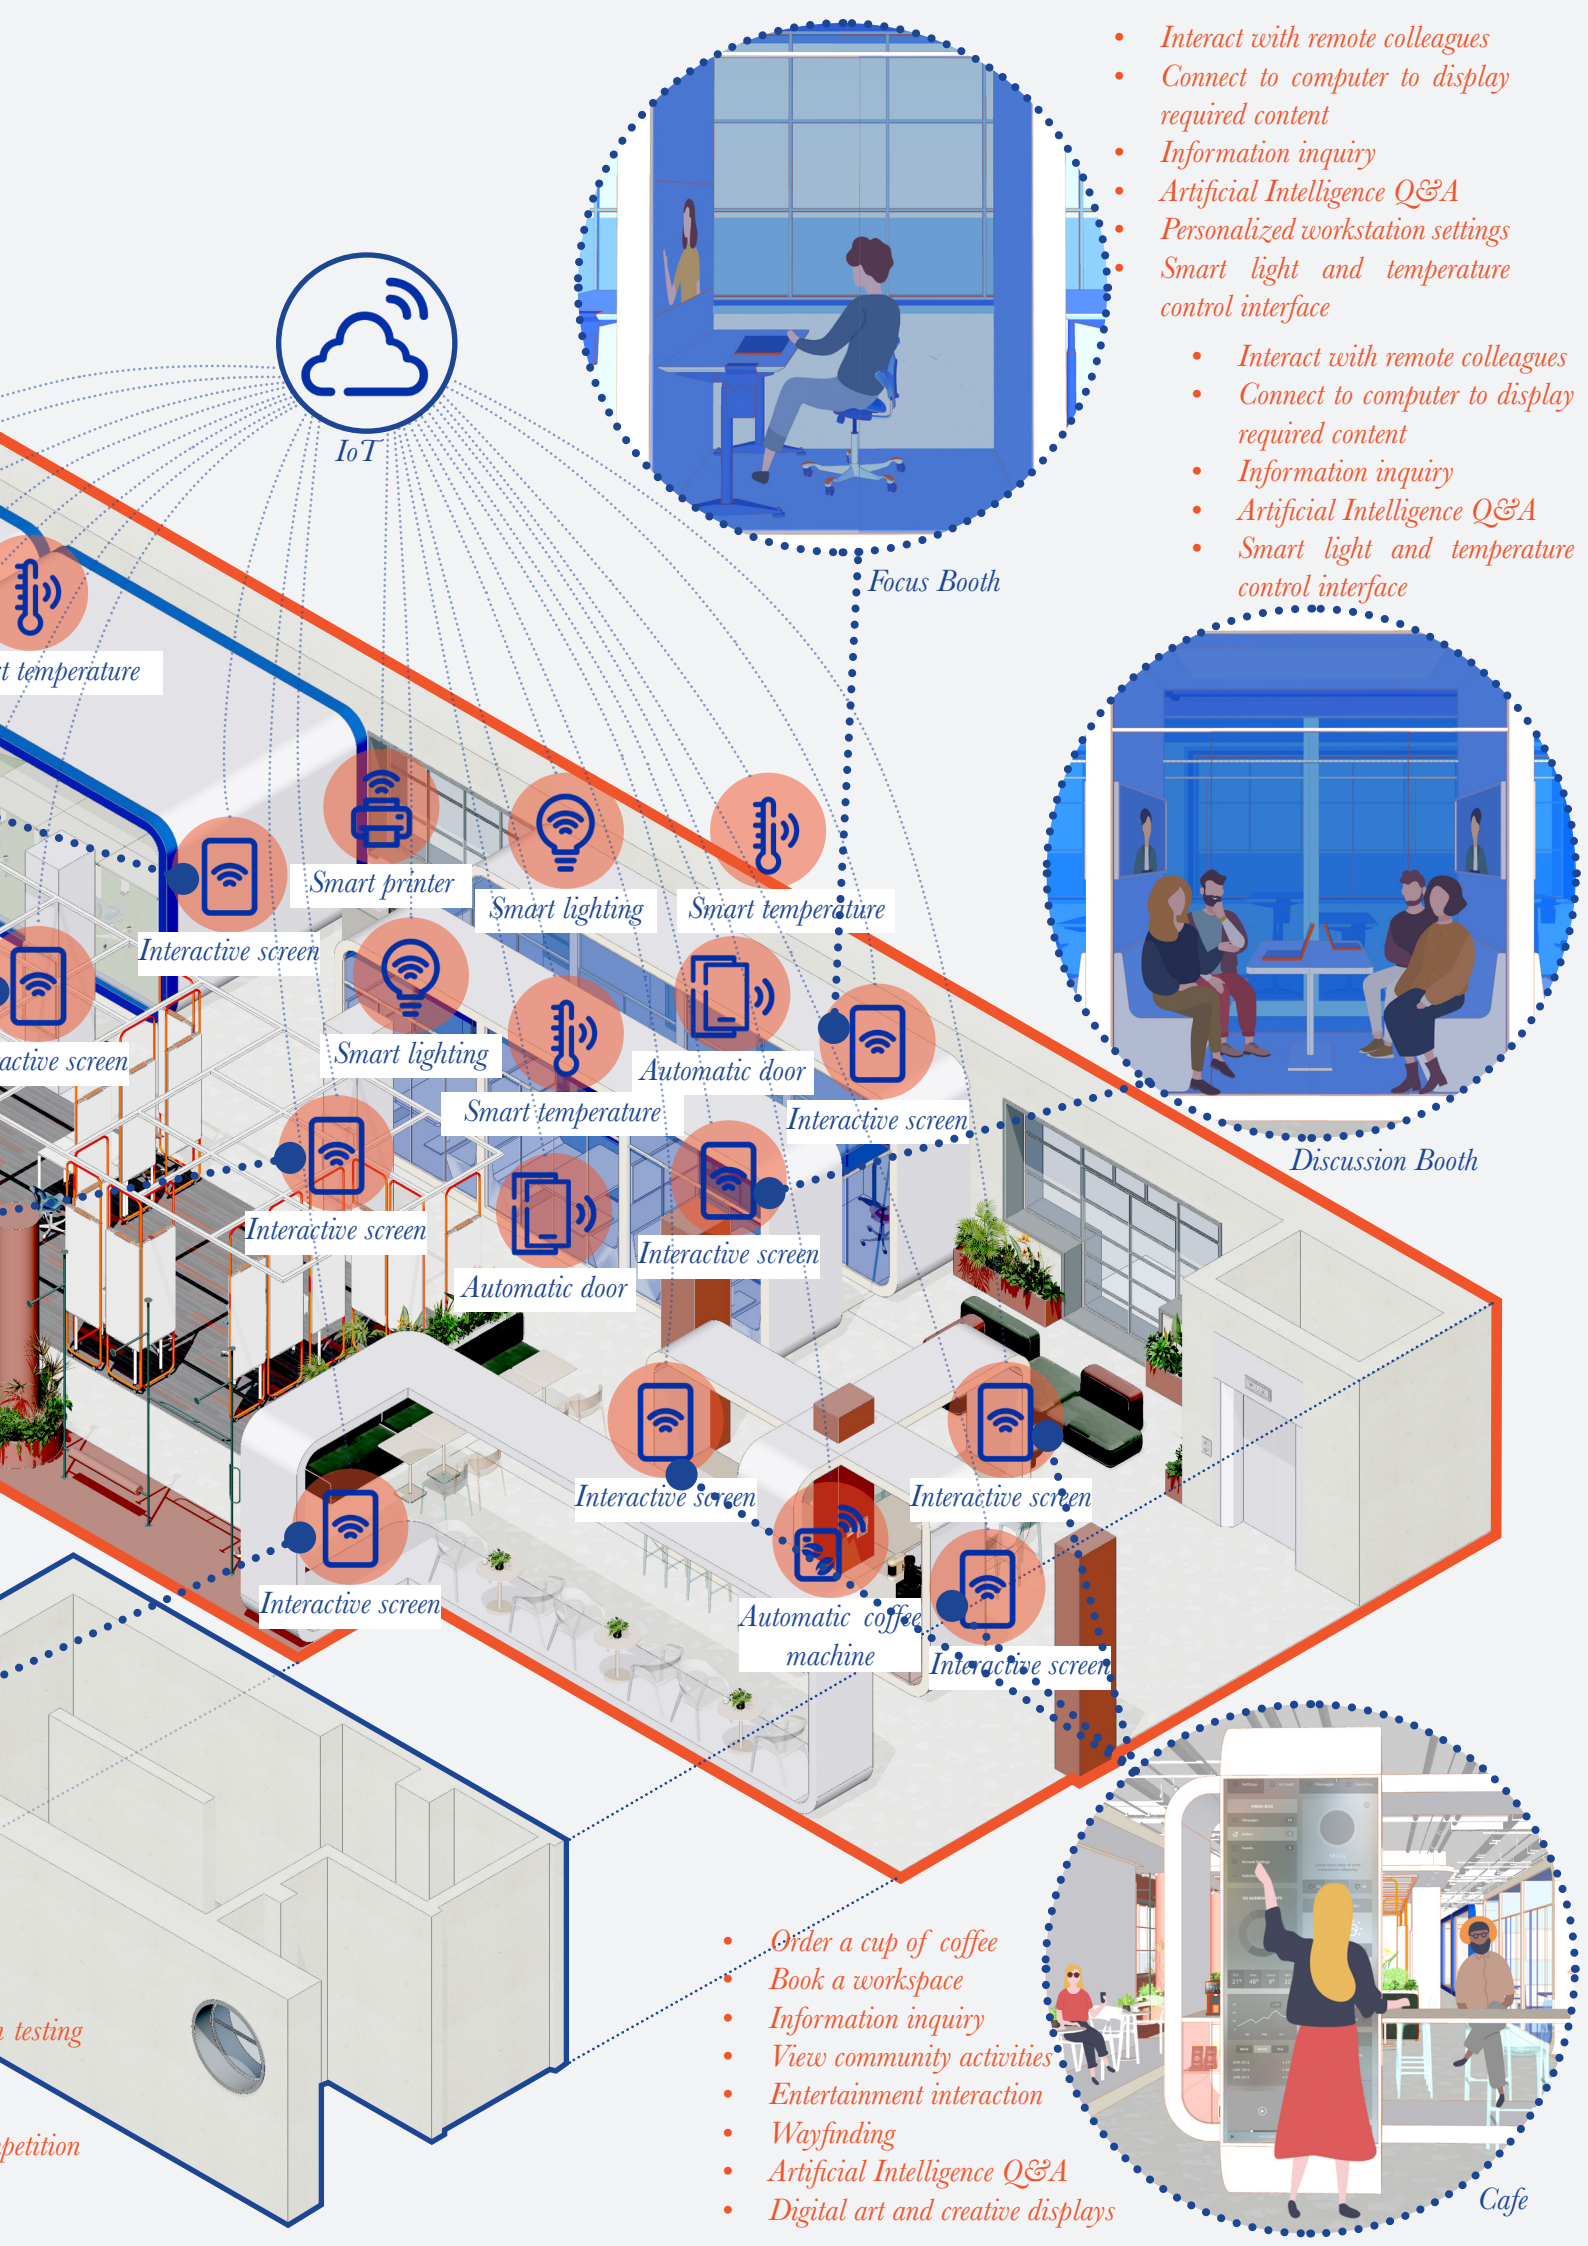 • Interact with remote colleagues
• Connect to computer to display
required content
• Information inquiry
• Artificial Intelligence Q&A
• Personalized workstation settings
• Smart light and temperature
control interface
• Interact with remote colleagues
• Connect to computer to display
required content
• Information inquiry
• Artificial Intelligence Q&A
• Smart light and temperature
control interface
IoT
Focus Booth
t temperature
Smart printer
Smart lighting
Smart temperature
Interactive screen
active screen
Smart lighting
Automatic door
Smart temperature
Interactive screen
Discussion Booth
Interactive screen
Interactive screen
Automatic door
Interactive screen
Interactive screen
Interactive screen
Automatic coffee
machine
Interactive screen
• Order a cup of coffee
• Book a workspace
• Information inquiry
• View community activities
• Entertainment interaction
• Wayfinding
• Artificial Intelligence Q&A
• Digital art and creative displays
testing
petition
Cafe